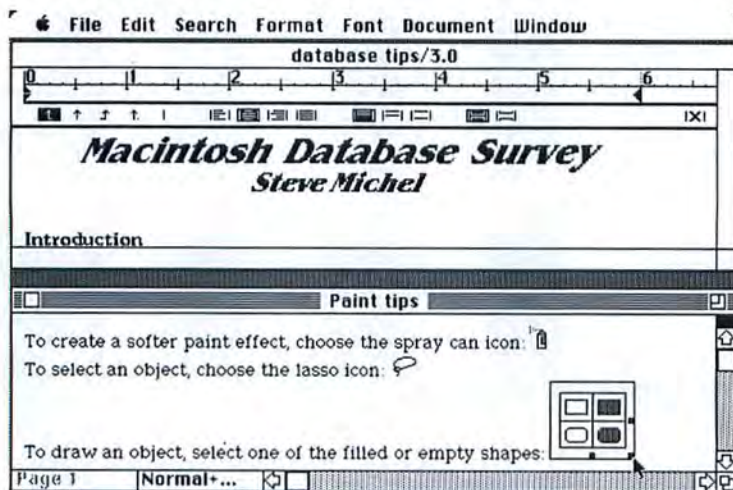 File Edit Search Format Font Document Window
database tips/3.0
0 1 2 3 4 5 6
Macintosh Database Survey
Steve Michel
Introduction
Paint tips
To create a softer paint effect, choose the spray can icon:
To select an object, choose the lasso icon:
To draw an object, select one of the filled or empty shapes:
Page 1 Normal+...